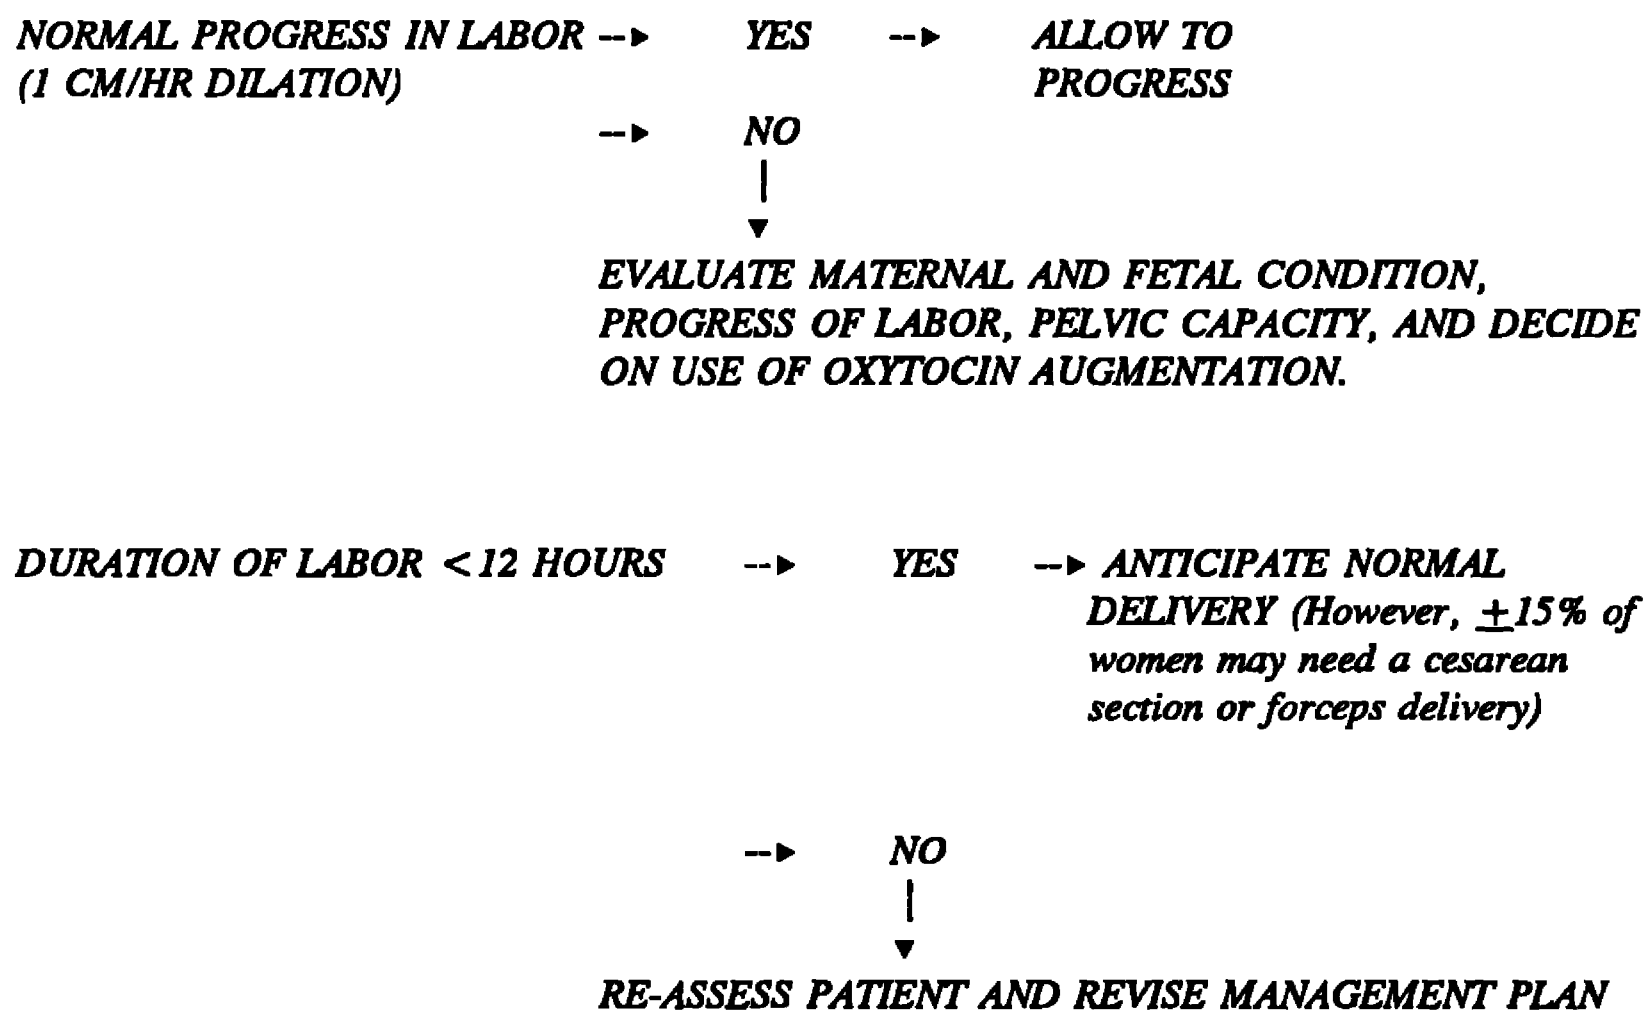 NORMAL PROGRESS IN LABOR --► YES --► ALLOW TO
(1 CM/HR DILATION) PROGRESS
--► NO
EVALUATE MATERNAL AND FETAL CONDITION,
PROGRESS OF LABOR, PELVIC CAPACITY, AND DECIDE
ON USE OF OXYTOCIN AUGMENTATION.
DURATION OF LABOR <12 HOURS --► YES --► ANTICIPATE NORMAL
DELIVERY (However, ±15% of
women may need a cesarean
section or forceps delivery)
--► NO
RE-ASSESS PATIENT AND REVISE MANAGEMENT PLAN